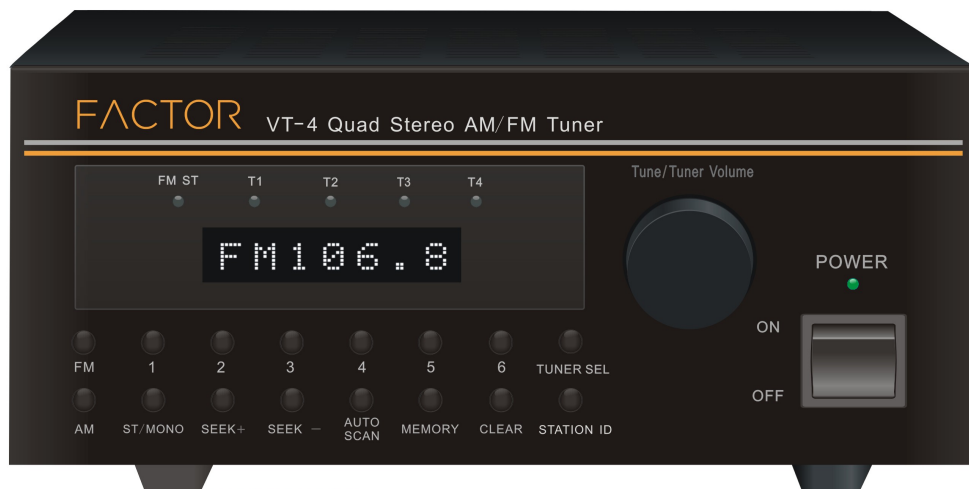 FACTOR VT-4 Quad Stereo AM/FM Tuner
Tune/Tuner Volume
FM ST T1 T2 T3 T4
FM106.8
POWER
ON
OFF
FM 1 2 3 4 5 6 TUNER SEL
AM ST/MONO SEEK+ SEEK - AUTO SCAN MEMORY CLEAR STATION ID